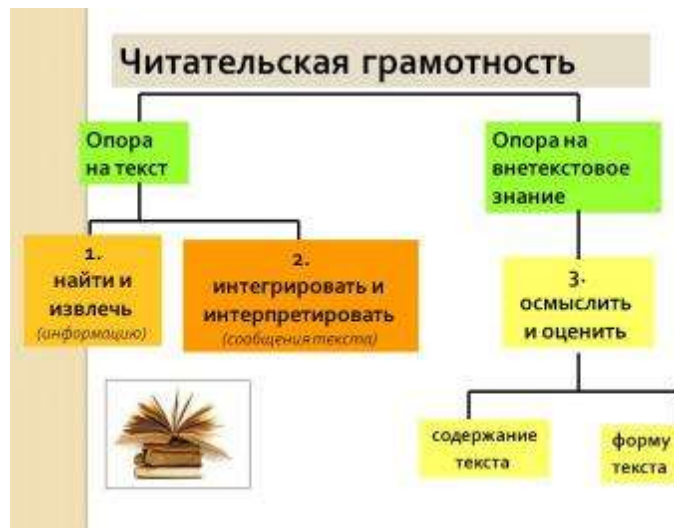 Читательская грамотность
Опора
на текст
Опора на
внетекстовое
знание
1.
найти и
извлечь
(информацию)
2.
интегрировать и
интерпретировать
(сообщения текста)
3.
осмыслить
и оценить
содержание
текста
форму
текста